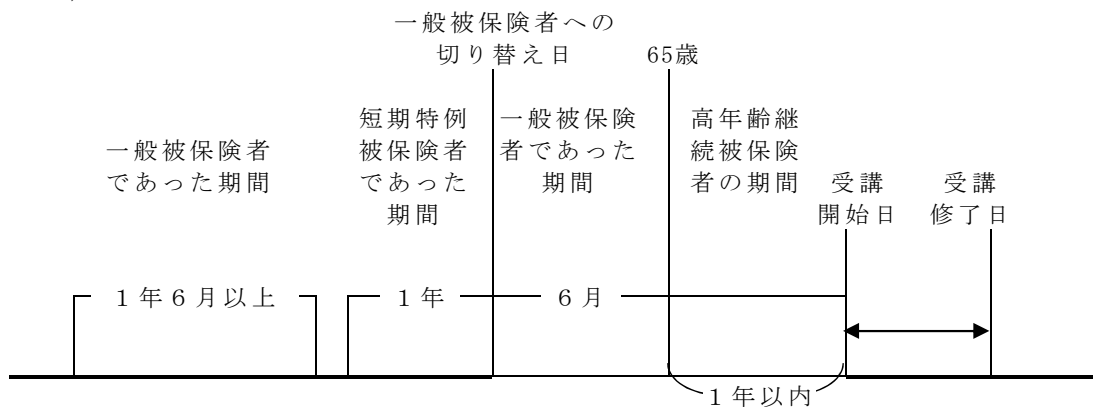 一般被保険者への
切り替え日
65歳
一般被保険者
であった期間
短期特例
被保険者
であった
期間
一般被保険
者であった
期間
高年齢継
続被保険
者の期間
受講
開始日
受講
修了日
1年6月以上
1年
6月
1年以内